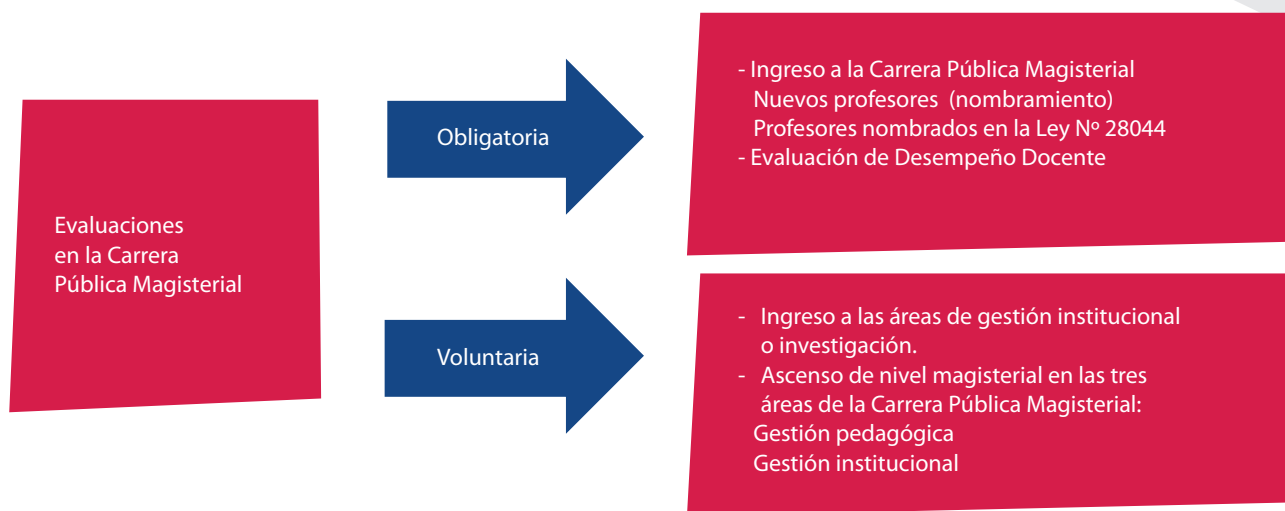 Evaluaciones
en la Carrera
Pública Magisterial
Obligatoria
- Ingreso a la Carrera Pública Magisterial
Nuevos profesores (nombramiento)
Profesores nombrados en la Ley Nº 28044
- Evaluación de Desempeño Docente
Voluntaria
- Ingreso a las áreas de gestión institucional
o investigación.
- Ascenso de nivel magisterial en las tres
áreas de la Carrera Pública Magisterial:
Gestión pedagógica
Gestión institucional